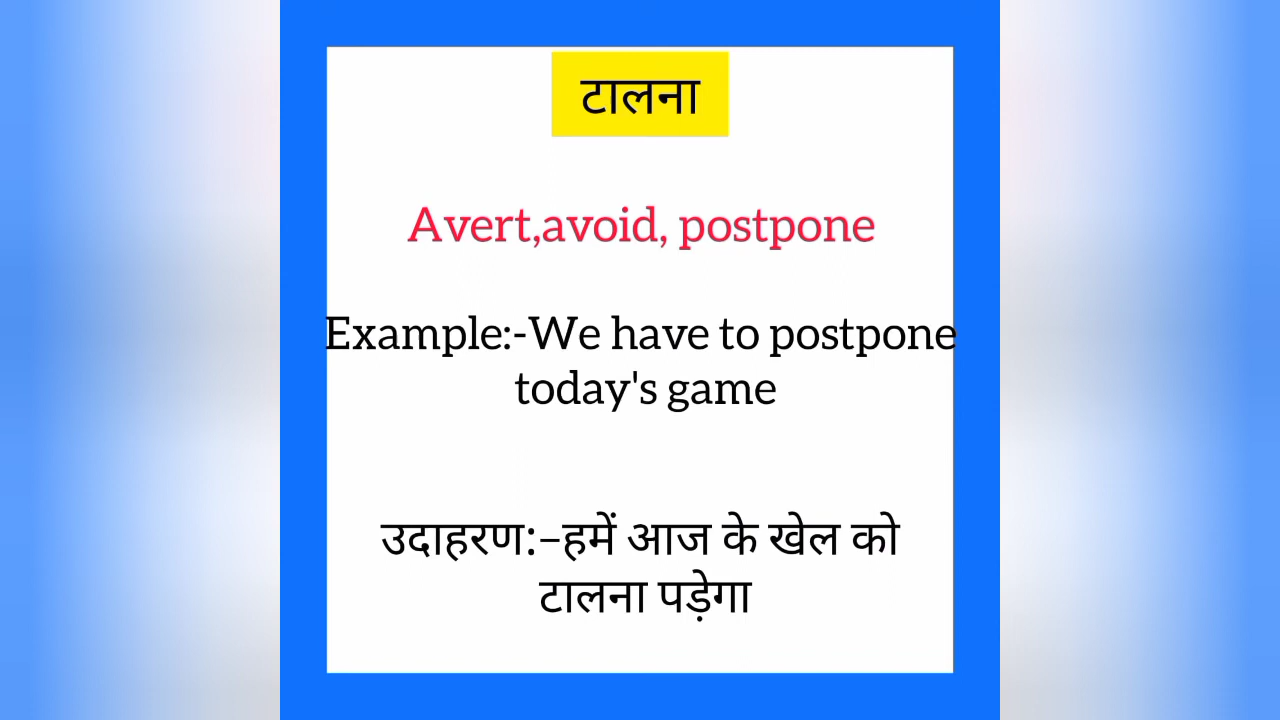 टालना
Avert,avoid, postpone
Example:-We have to postpone
today's game
उदाहरण:–हमें आज के खेल को
टालना पड़ेगा